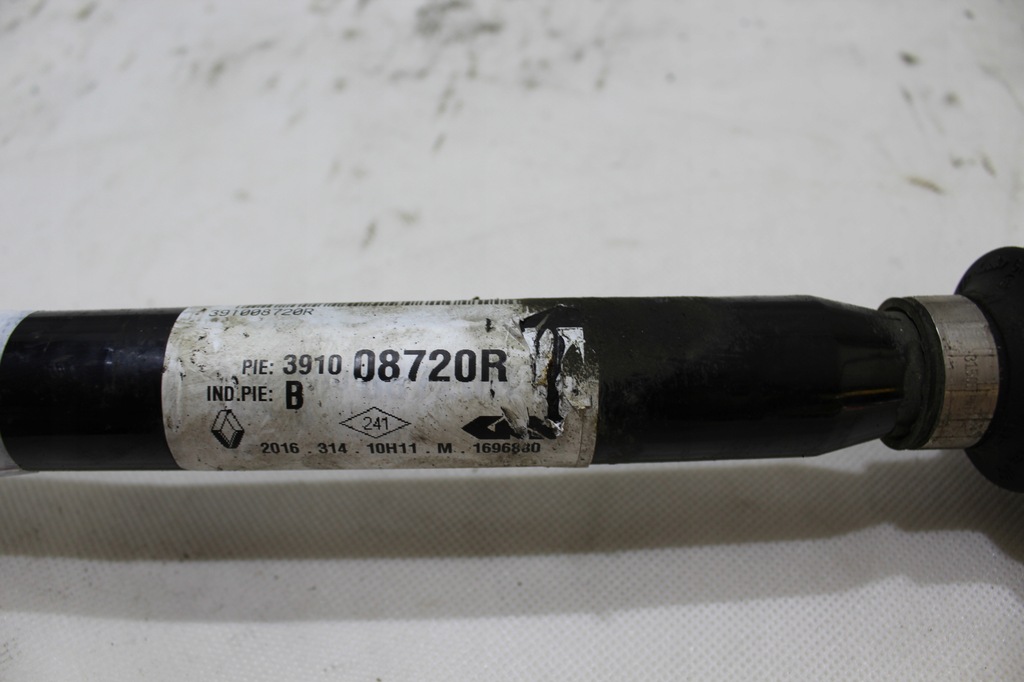 391008720R
PIE: 3910 08720R
IND.PIE: B
241
2016 . 314 . 10H11 . M . 1696880